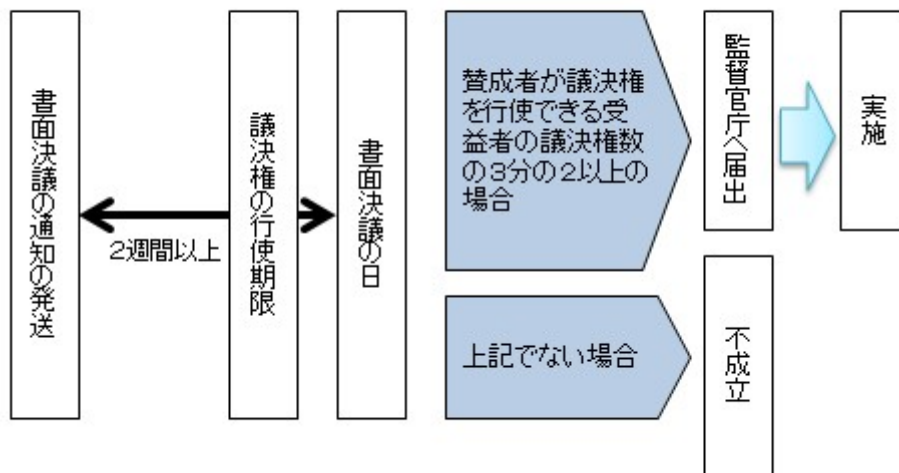 書面決議の通知の発送
2週間以上
議決権の行使期限
書面決議の日
賛成者が議決権
を行使できる受
益者の議決権数
の3分の2以上の
場合
監督官庁へ届出
実施
上記でない場合
不成立